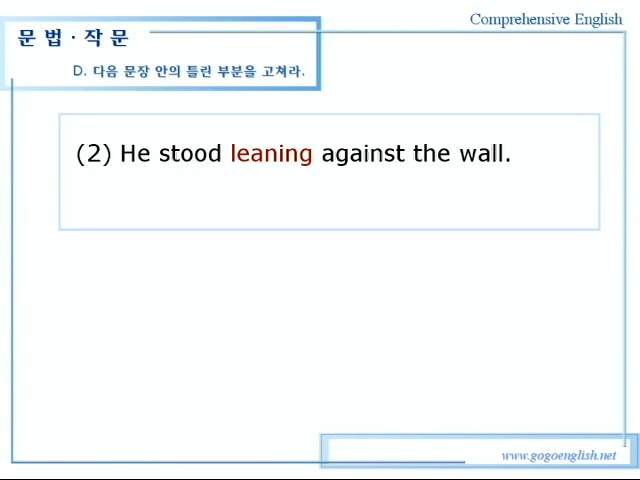 Comprehensive English
문 법 · 작 문
D. 다음 문장 안의 틀린 부분을 고쳐라.
(2) He stood leaning against the wall.
www.gogoenglish.net